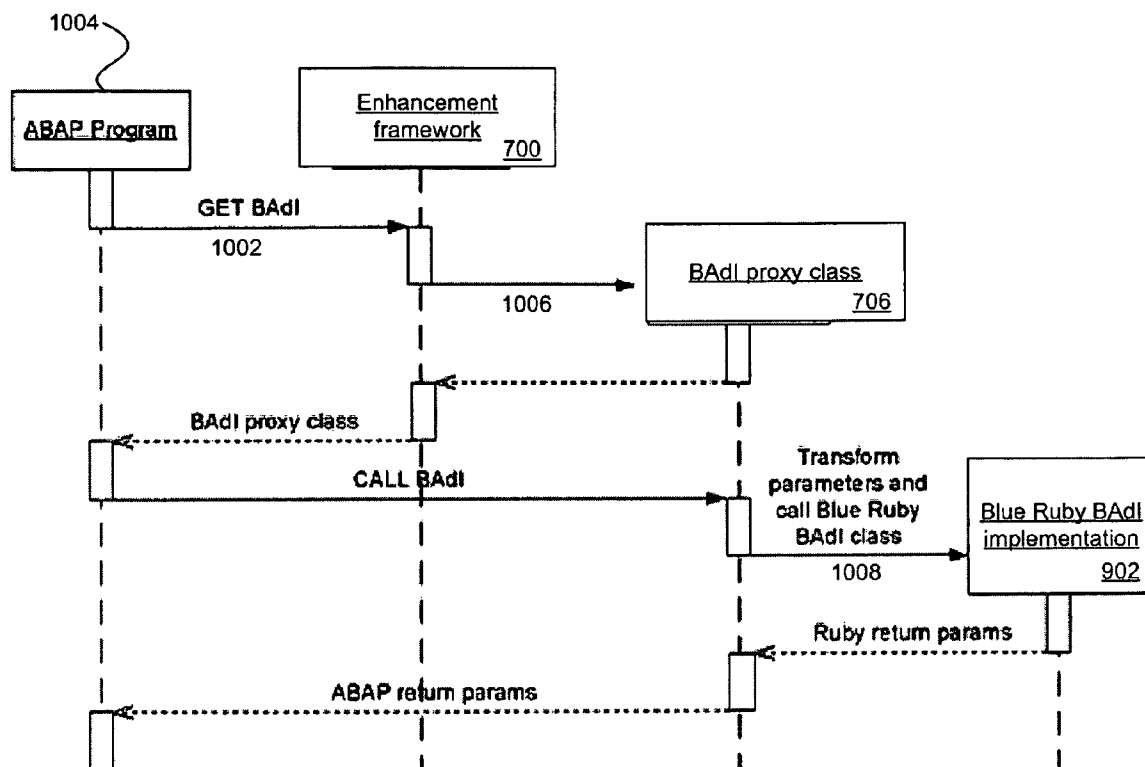 1004
ABAP Program
Enhancement
framework
700
GET BAdI
1002
BAdI proxy class
706
1006
BAdI proxy class
CALL BAdI
Transform
parameters and
call Blue Ruby
BAdI class
1008
Blue Ruby BAdI
implementation
902
Ruby return params
ABAP return params